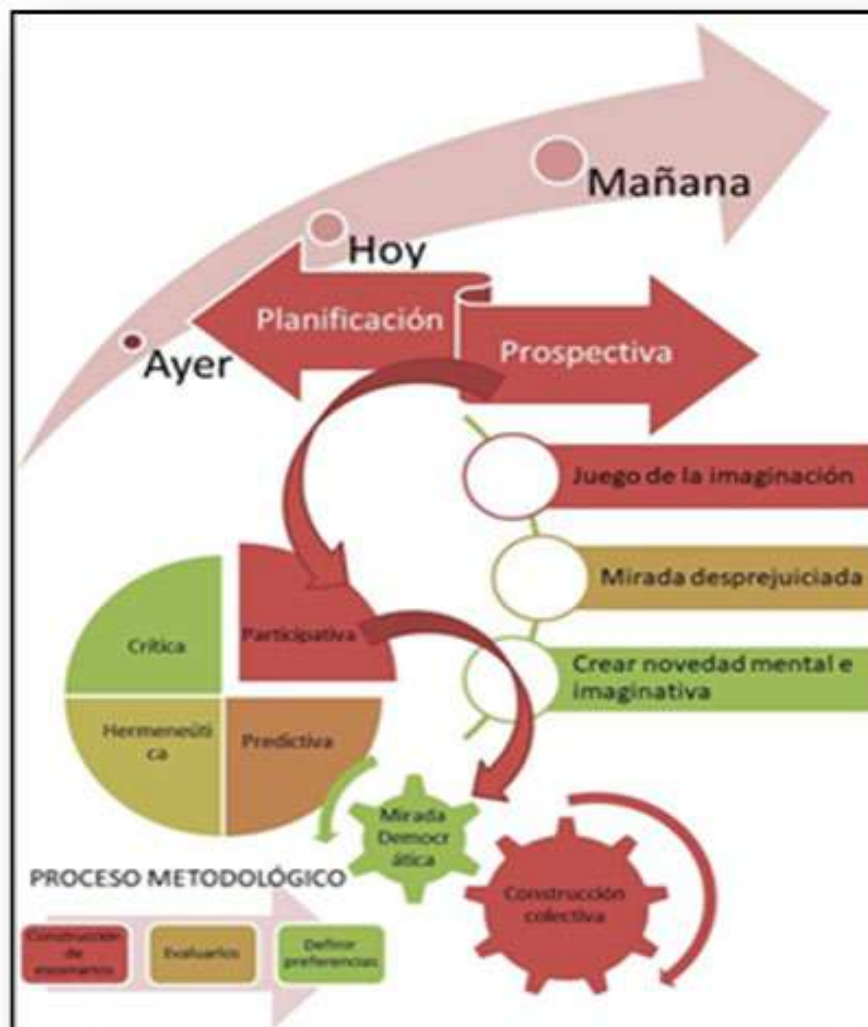 Mañana
Hoy
Ayer
Planificación
Prospectiva
Juego de la imaginación
Mirada desprejuiciada
Crear novedad mental e
imaginativa
Crítica
Participativa
Hermeneúti
ca
Predictiva
Mirada
Democr
ática
Construcción
colectiva
PROCESO METODOLÓGICO
Construcción
de
escenarios
Evaluarlos
Definir
preferencias